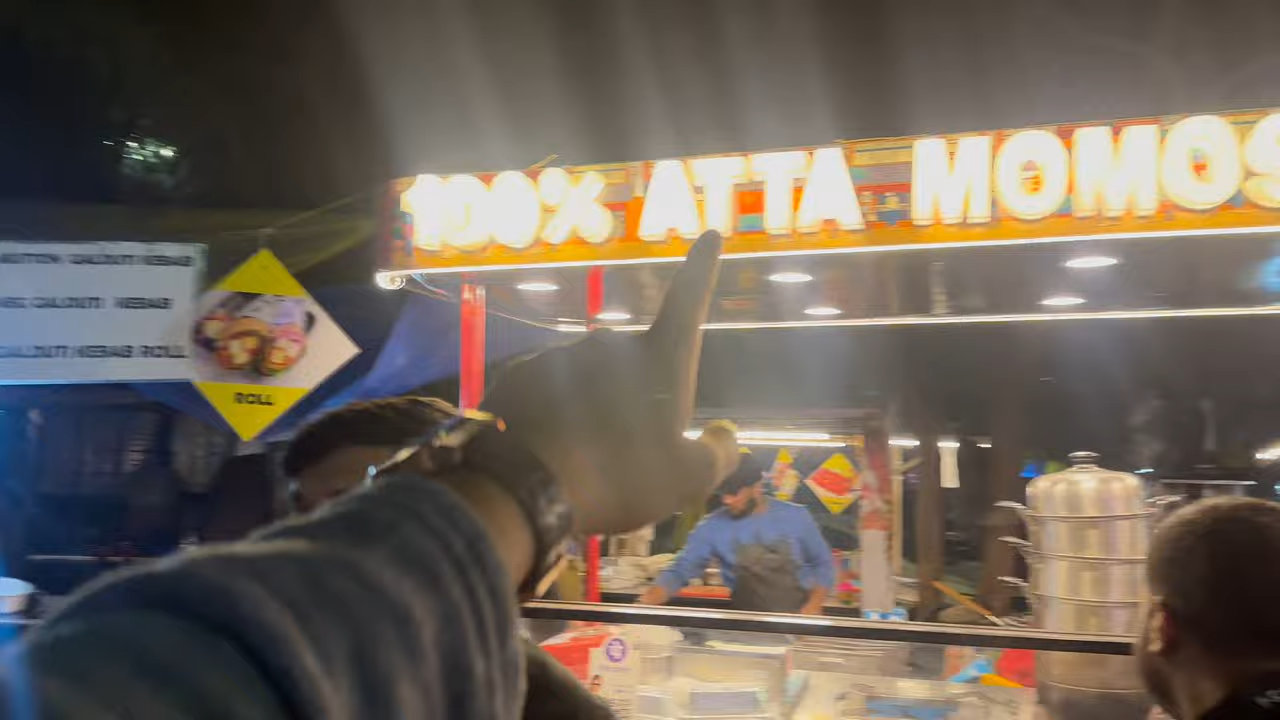 100% ATTA MOMOS
MUTTON GALOUTI KEBAB
GALOUTI KEBAB
GALOUTI KEBAB ROLL
ROLL